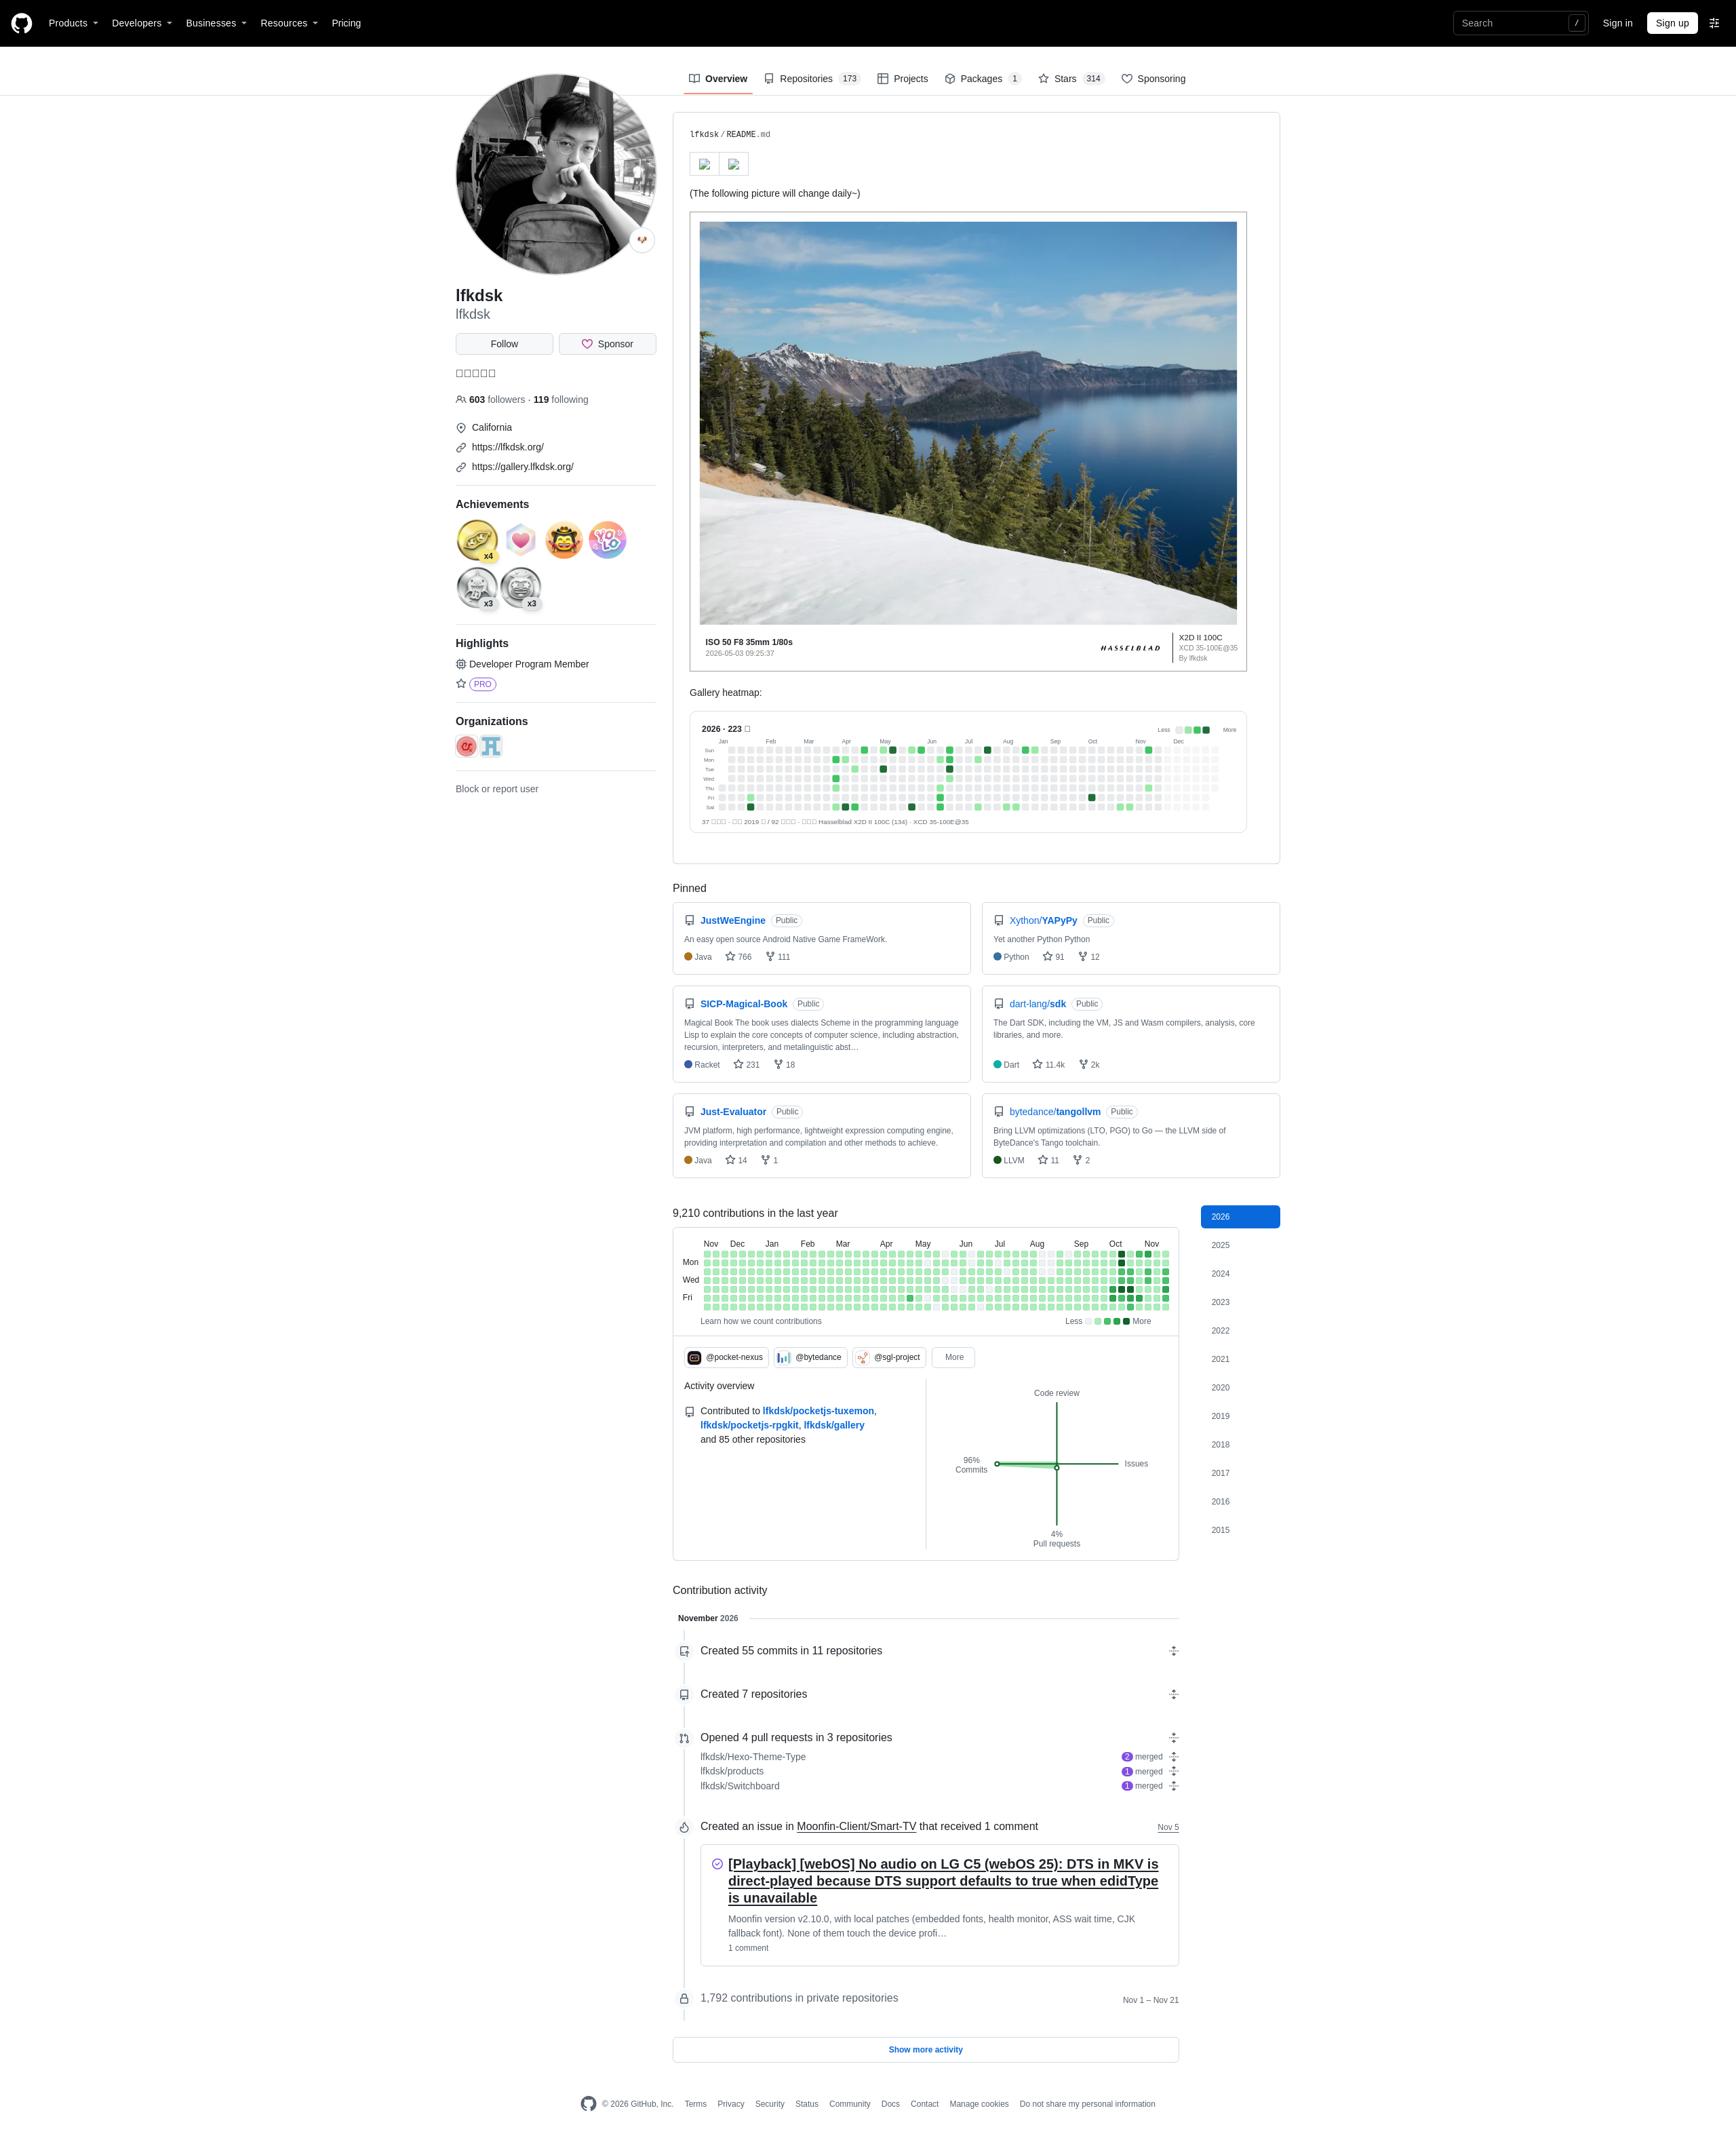 Products
Developers
Businesses
Resources
Pricing
Search
/
Sign in
Sign up
Overview
Repositories 173
Projects
Packages 1
Stars 314
Sponsoring
lfkdsk
lfkdsk
Follow
Sponsor
603 followers · 119 following
California
https://lfkdsk.org/
https://gallery.lfkdsk.org/
Achievements
x4
YOLO
x3
x3
Highlights
Developer Program Member
PRO
Organizations
Block or report user
lfkdsk/README.md
(The following picture will change daily~)
ISO 50 F8 35mm 1/80s
2026-05-03 09:25:37
HASSELBLAD
X2D II 100C
XCD 35-100E@35
By lfkdsk
Gallery heatmap:
2026 · 223
Less
More
Jan Feb Mar Apr May Jun Jul Aug Sep Oct Nov Dec
Sun
Mon
Tue
Wed
Thu
Fri
Sat
37 · 2019 / 92 · Hasselblad X2D II 100C (134) · XCD 35-100E@35
Pinned
JustWeEngine Public
An easy open source Android Native Game FrameWork.
Java 766 111
Xython/YAPyPy Public
Yet another Python Python
Python 91 12
SICP-Magical-Book Public
Magical Book The book uses dialects Scheme in the programming language
Lisp to explain the core concepts of computer science, including abstraction,
recursion, interpreters, and metalinguistic abst…
Racket 231 18
dart-lang/sdk Public
The Dart SDK, including the VM, JS and Wasm compilers, analysis, core
libraries, and more.
Dart 11.4k 2k
Just-Evaluator Public
JVM platform, high performance, lightweight expression computing engine,
providing interpretation and compilation and other methods to achieve.
Java 14 1
bytedance/tangollvm Public
Bring LLVM optimizations (LTO, PGO) to Go — the LLVM side of
ByteDance's Tango toolchain.
LLVM 11 2
9,210 contributions in the last year
Nov Dec Jan Feb Mar Apr May Jun Jul Aug Sep Oct Nov
Mon
Wed
Fri
Learn how we count contributions
Less
More
@pocket-nexus
@bytedance
@sgl-project
More
Activity overview
Contributed to lfkdsk/pocketjs-tuxemon,
lfkdsk/pocketjs-rpgkit, lfkdsk/gallery
and 85 other repositories
Code review
96%
Commits
Issues
4%
Pull requests
2026
2025
2024
2023
2022
2021
2020
2019
2018
2017
2016
2015
Contribution activity
November 2026
Created 55 commits in 11 repositories
Created 7 repositories
Opened 4 pull requests in 3 repositories
lfkdsk/Hexo-Theme-Type 2 merged
lfkdsk/products 1 merged
lfkdsk/Switchboard 1 merged
Created an issue in Moonfin-Client/Smart-TV that received 1 comment
Nov 5
[Playback] [webOS] No audio on LG C5 (webOS 25): DTS in MKV is
direct-played because DTS support defaults to true when edidType
is unavailable
Moonfin version v2.10.0, with local patches (embedded fonts, health monitor, ASS wait time, CJK
fallback font). None of them touch the device profi…
1 comment
1,792 contributions in private repositories
Nov 1 – Nov 21
Show more activity
© 2026 GitHub, Inc.
Terms
Privacy
Security
Status
Community
Docs
Contact
Manage cookies
Do not share my personal information